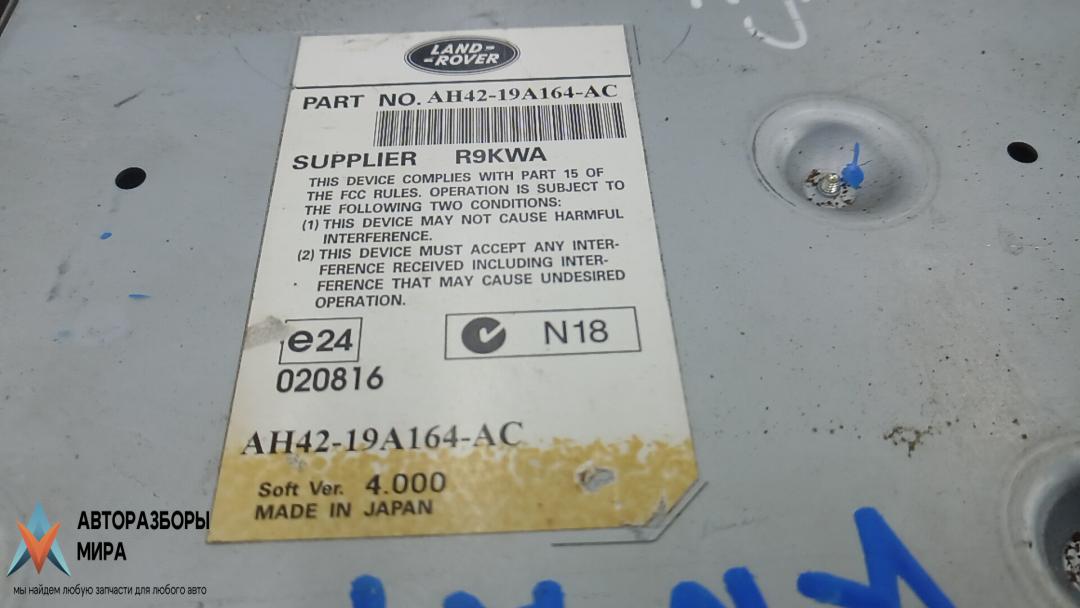 LAND-
-ROVER
PART NO. AH42-19A164-AC
SUPPLIER R9KWA
THIS DEVICE COMPLIES WITH PART 15 OF
THE FCC RULES. OPERATION IS SUBJECT TO
THE FOLLOWING TWO CONDITIONS:
(1) THIS DEVICE MAY NOT CAUSE HARMFUL
INTERFERENCE.
(2) THIS DEVICE MUST ACCEPT ANY INTER-
FERENCE RECEIVED INCLUDING INTER-
FERENCE THAT MAY CAUSE UNDESIRED
OPERATION.
e24
N18
020816
AH42-19A164-AC
Soft Ver. 4.000
MADE IN JAPAN
АВТОРАЗБОРЫ
МИРА
мы найдем любую запчасти для любого авто